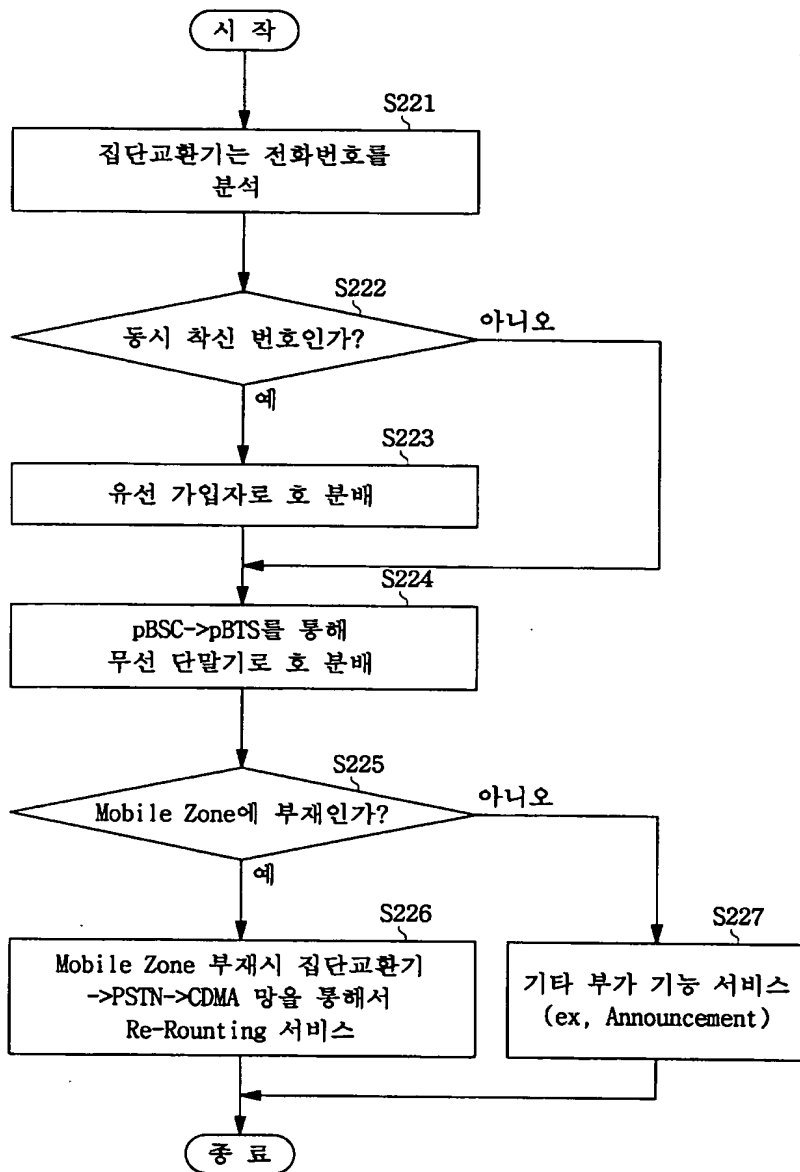 시 작
S221
집단교환기는 전화번호를
분석
S222
동시 착신 번호인가?
아니오
예
S223
유선 가입자로 호 분배
S224
pBSC->pBTS를 통해
무선 단말기로 호 분배
S225
Mobile Zone에 부재인가?
아니오
예
S226
Mobile Zone 부재시 집단교환기
->PSTN->CDMA 망을 통해서
Re-Rounting 서비스
S227
기타 부가 기능 서비스
(ex, Announcement)
종 료